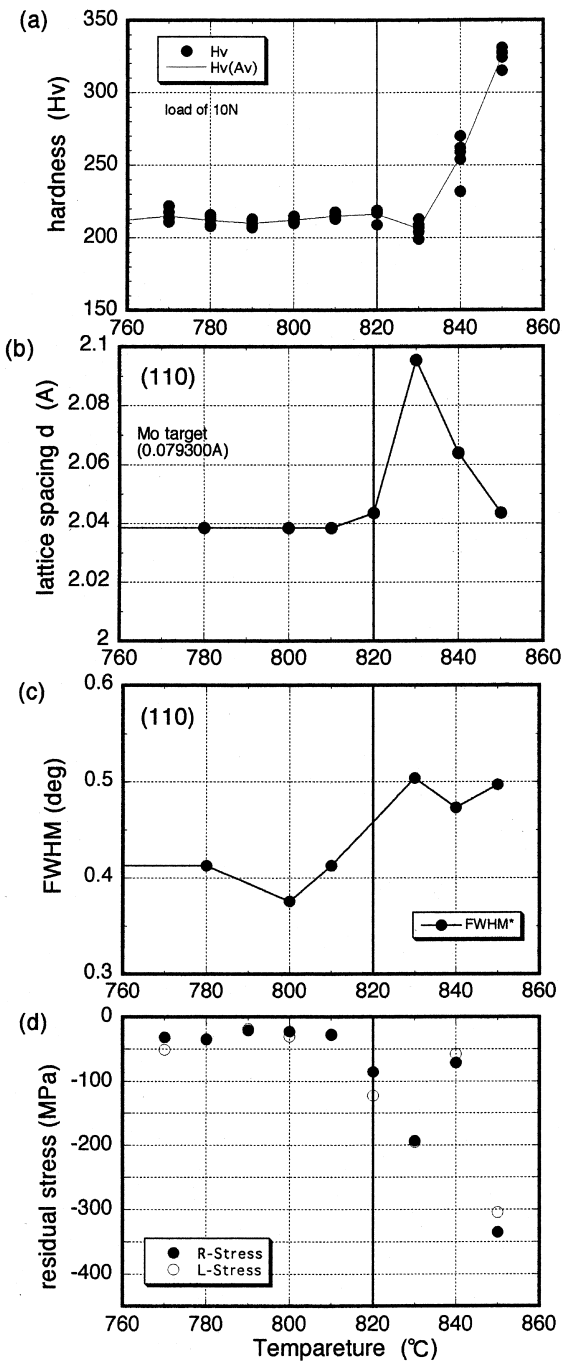 (a)
350
300
250
200
150
hardness (Hv)
Hv
Hv(Av)
load of 10N
760 780 800 820 840 860
(b)
2.1
2.08
2.06
2.04
2.02
2
lattice spacing d (A)
(110)
Mo target
(0.079300A)
760 780 800 820 840 860
(c)
0.6
0.5
0.4
0.3
FWHM (deg)
(110)
FWHM*
760 780 800 820 840 860
(d)
0
-100
-200
-300
-400
residual stress (MPa)
R-Stress
L-Stress
760 780 800 820 840 860
Tempareture (℃)